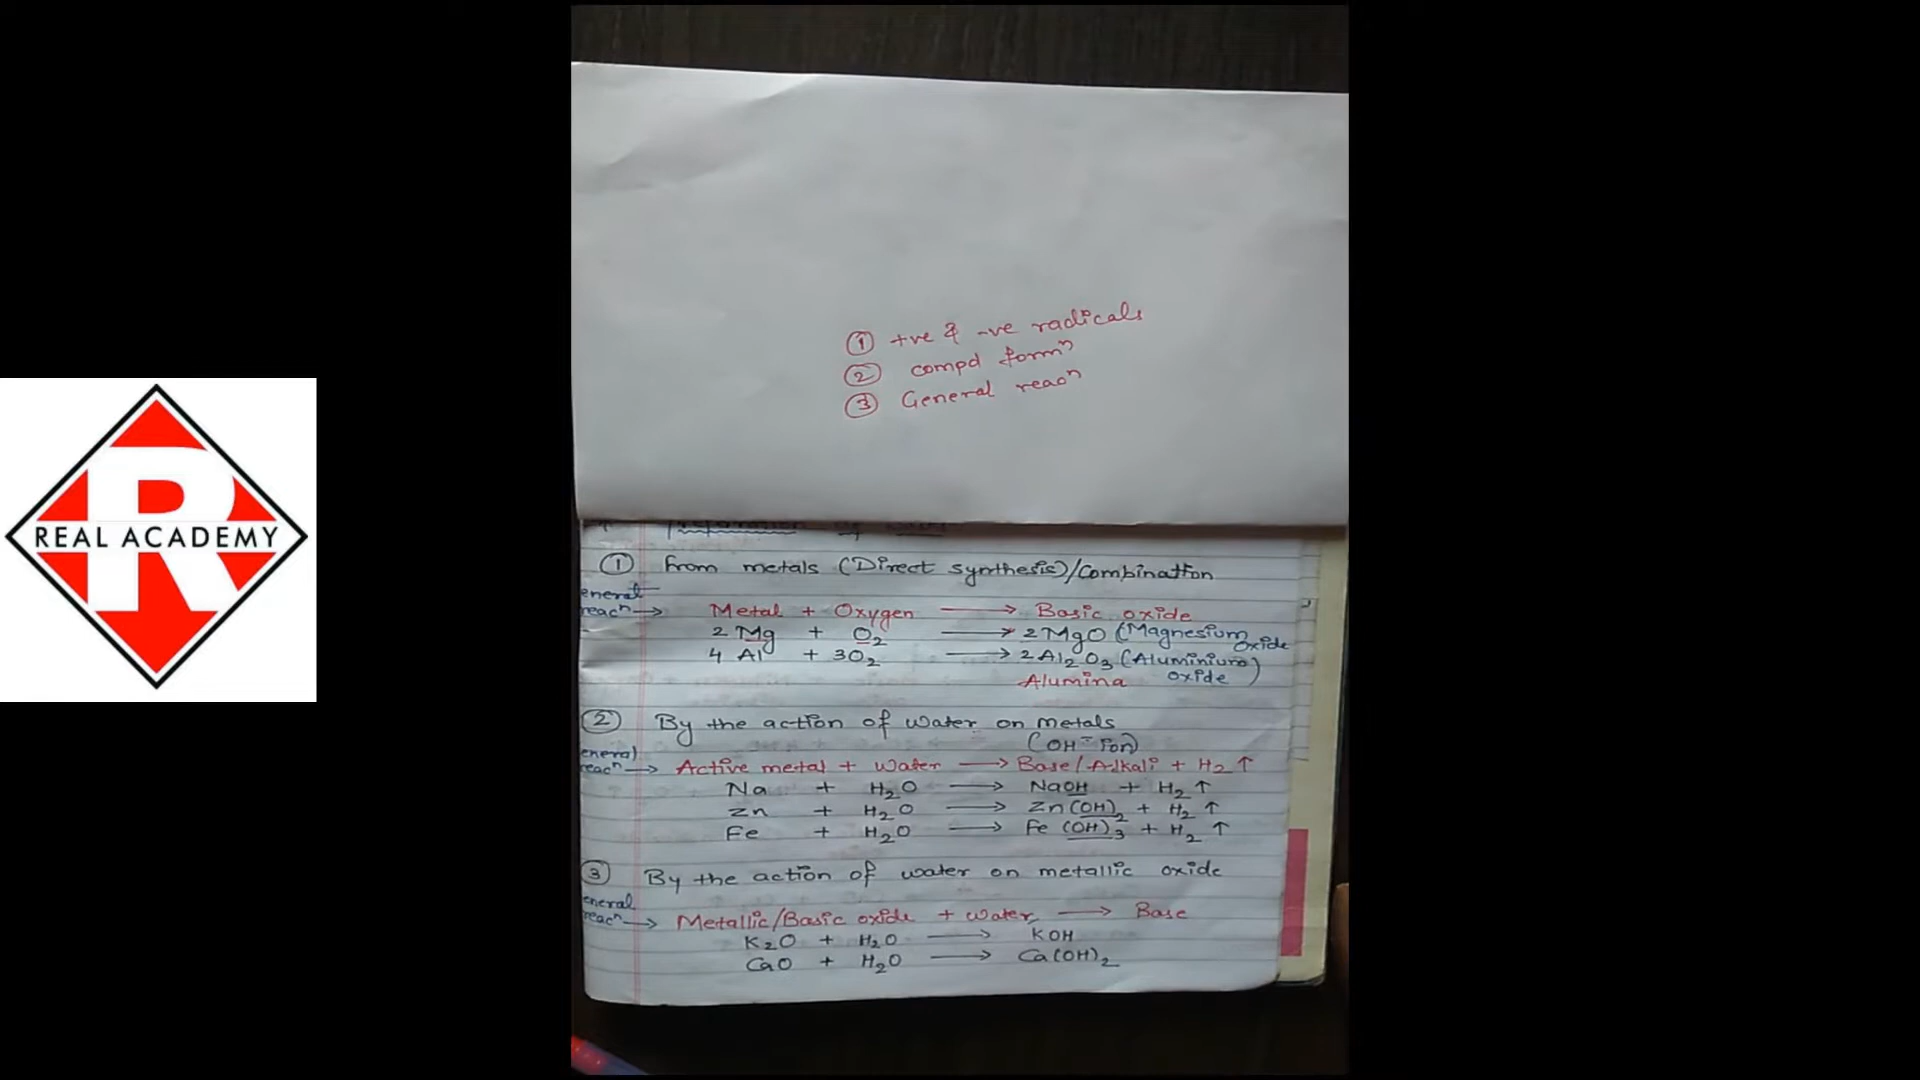 REAL ACADEMY
① +ve & -ve radicals
② compd formⁿ
③ General reacⁿ
① From metals (Direct synthesis)/Combination
eneral
reacⁿ → Metal + Oxygen → Basic oxide
2 Mg + O₂ → 2 MgO (Magnesium oxide
4 Al + 3O₂ → 2 Al₂O₃ (Aluminium oxide)
Alumina
② By the action of water on metals
(OH⁻ ion)
eneral
reacⁿ → Active metal + Water → Base/Alkali + H₂ ↑
Na + H₂O → NaOH + H₂ ↑
Zn + H₂O → Zn(OH)₂ + H₂ ↑
Fe + H₂O → Fe (OH)₃ + H₂ ↑
③ By the action of water on metallic oxide
eneral
reacⁿ → Metallic/Basic oxide + water → Base
K₂O + H₂O → KOH
CaO + H₂O → Ca(OH)₂